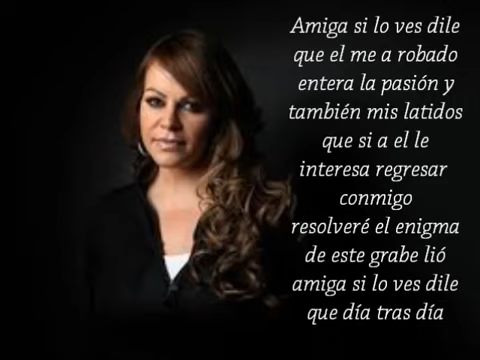 Amiga si lo ves dile
que el me a robado
entera la pasión y
también mis latidos
que si a el le
interesa regresar
conmigo
resolveré el enigma
de este grabe lió
amiga si lo ves dile
que día tras día